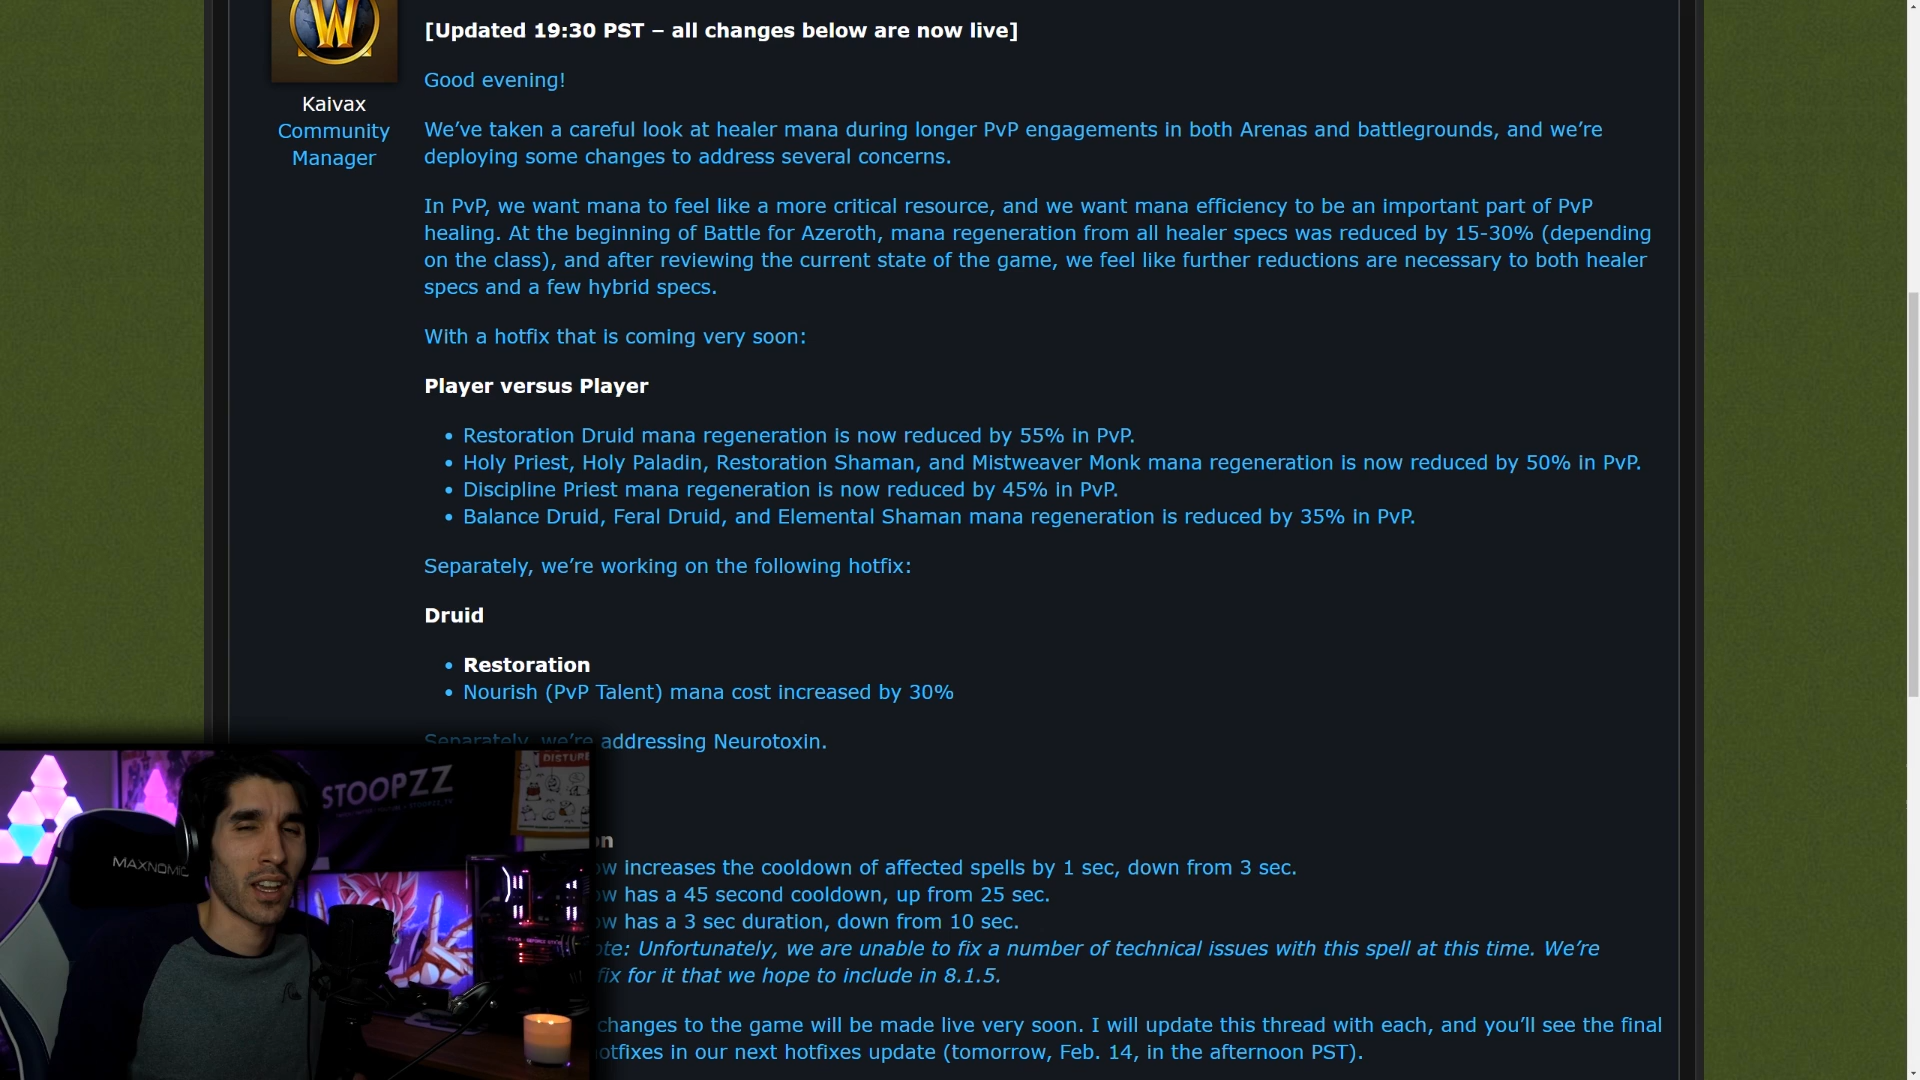 [Updated 19:30 PST – all changes below are now live]
Good evening!
Kaivax
Community
Manager
We’ve taken a careful look at healer mana during longer PvP engagements in both Arenas and battlegrounds, and we’re
deploying some changes to address several concerns.
In PvP, we want mana to feel like a more critical resource, and we want mana efficiency to be an important part of PvP
healing. At the beginning of Battle for Azeroth, mana regeneration from all healer specs was reduced by 15-30% (depending
on the class), and after reviewing the current state of the game, we feel like further reductions are necessary to both healer
specs and a few hybrid specs.
With a hotfix that is coming very soon:
Player versus Player
• Restoration Druid mana regeneration is now reduced by 55% in PvP.
• Holy Priest, Holy Paladin, Restoration Shaman, and Mistweaver Monk mana regeneration is now reduced by 50% in PvP.
• Discipline Priest mana regeneration is now reduced by 45% in PvP.
• Balance Druid, Feral Druid, and Elemental Shaman mana regeneration is reduced by 35% in PvP.
Separately, we’re working on the following hotfix:
Druid
• Restoration
• Nourish (PvP Talent) mana cost increased by 30%
Separately, we’re addressing Neurotoxin.
on
ow increases the cooldown of affected spells by 1 sec, down from 3 sec.
ow has a 45 second cooldown, up from 25 sec.
ow has a 3 sec duration, down from 10 sec.
ote: Unfortunately, we are unable to fix a number of technical issues with this spell at this time. We’re
fix for it that we hope to include in 8.1.5.
changes to the game will be made live very soon. I will update this thread with each, and you’ll see the final
otfixes in our next hotfixes update (tomorrow, Feb. 14, in the afternoon PST).
STOOPZZ
DISTURB
MAXNOMIC